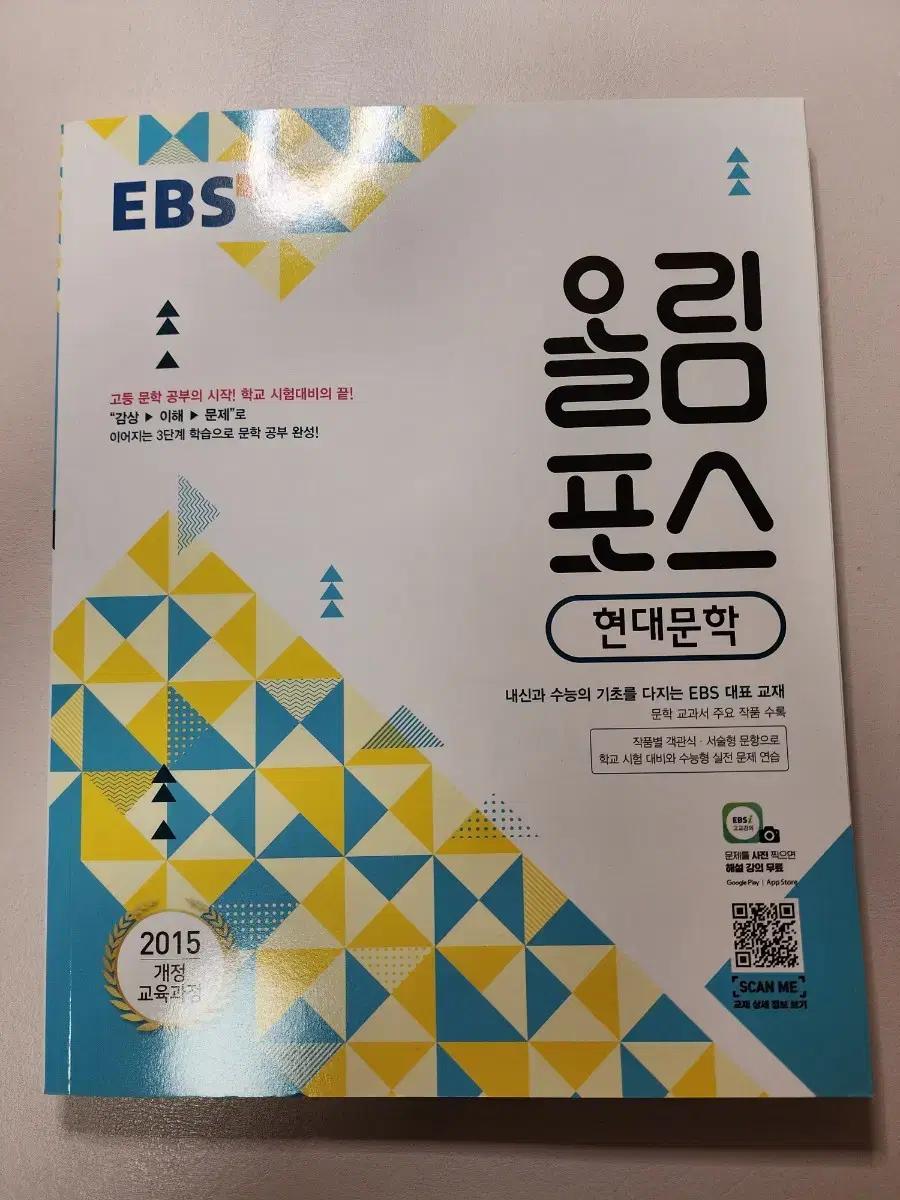 EBS
올림
포스
현대문학
고등 문학 공부의 시작! 학교 시험대비의 끝!
"감상 ▶ 이해 ▶ 문제"로
이어지는 3단계 학습으로 문학 공부 완성!
내신과 수능의 기초를 다지는 EBS 대표 교재
문학 교과서 주요 작품 수록
작품별 객관식 · 서술형 문항으로
학교 시험 대비와 수능형 실전 문제 연습
EBSi
고교강의
문제를 사진 찍으면
해설 강의 무료
Google Play | App Store
SCAN ME
교재 상세 정보 보기
2015
개정
교육과정